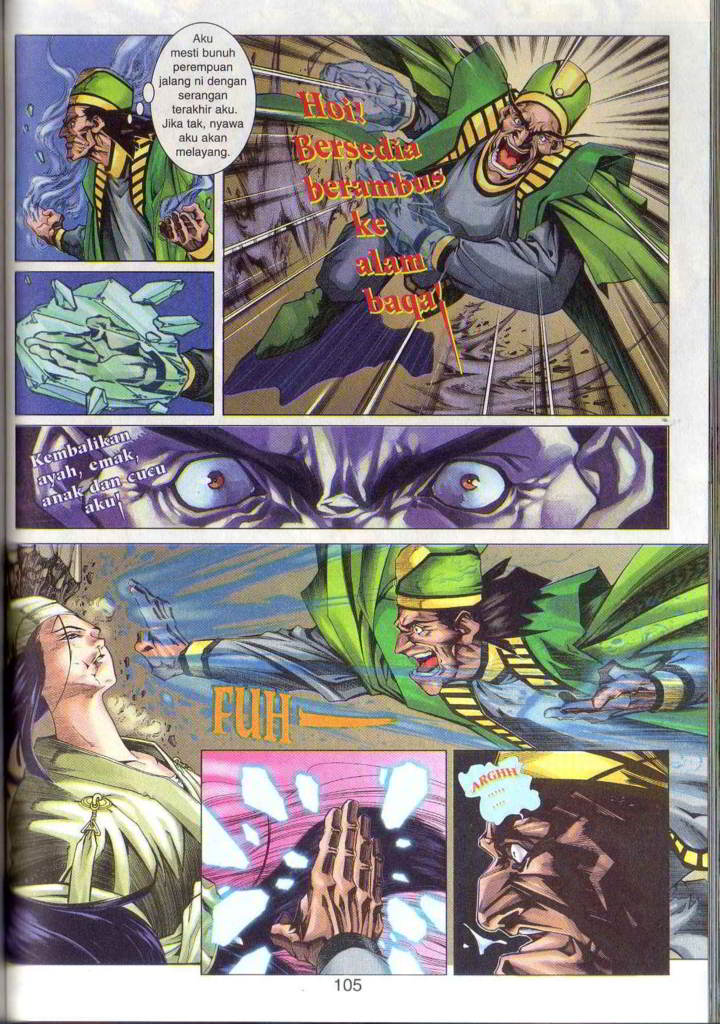 Aku
mesti bunuh
perempuan
jalang ni dengan
serangan
terakhir aku.
Jika tak, nyawa
aku akan
melayang.
Hoi!
Bersedia
berambus
ke
alam
baqa!
Kembalikan
ayah, emak,
anak dan cucu
aku!
FUH
ARGHH
.....
....
105